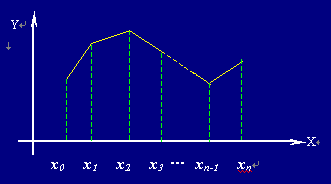 Y
X
x₀ x₁ x₂ x₃ ··· xₙ₋₁ xₙ